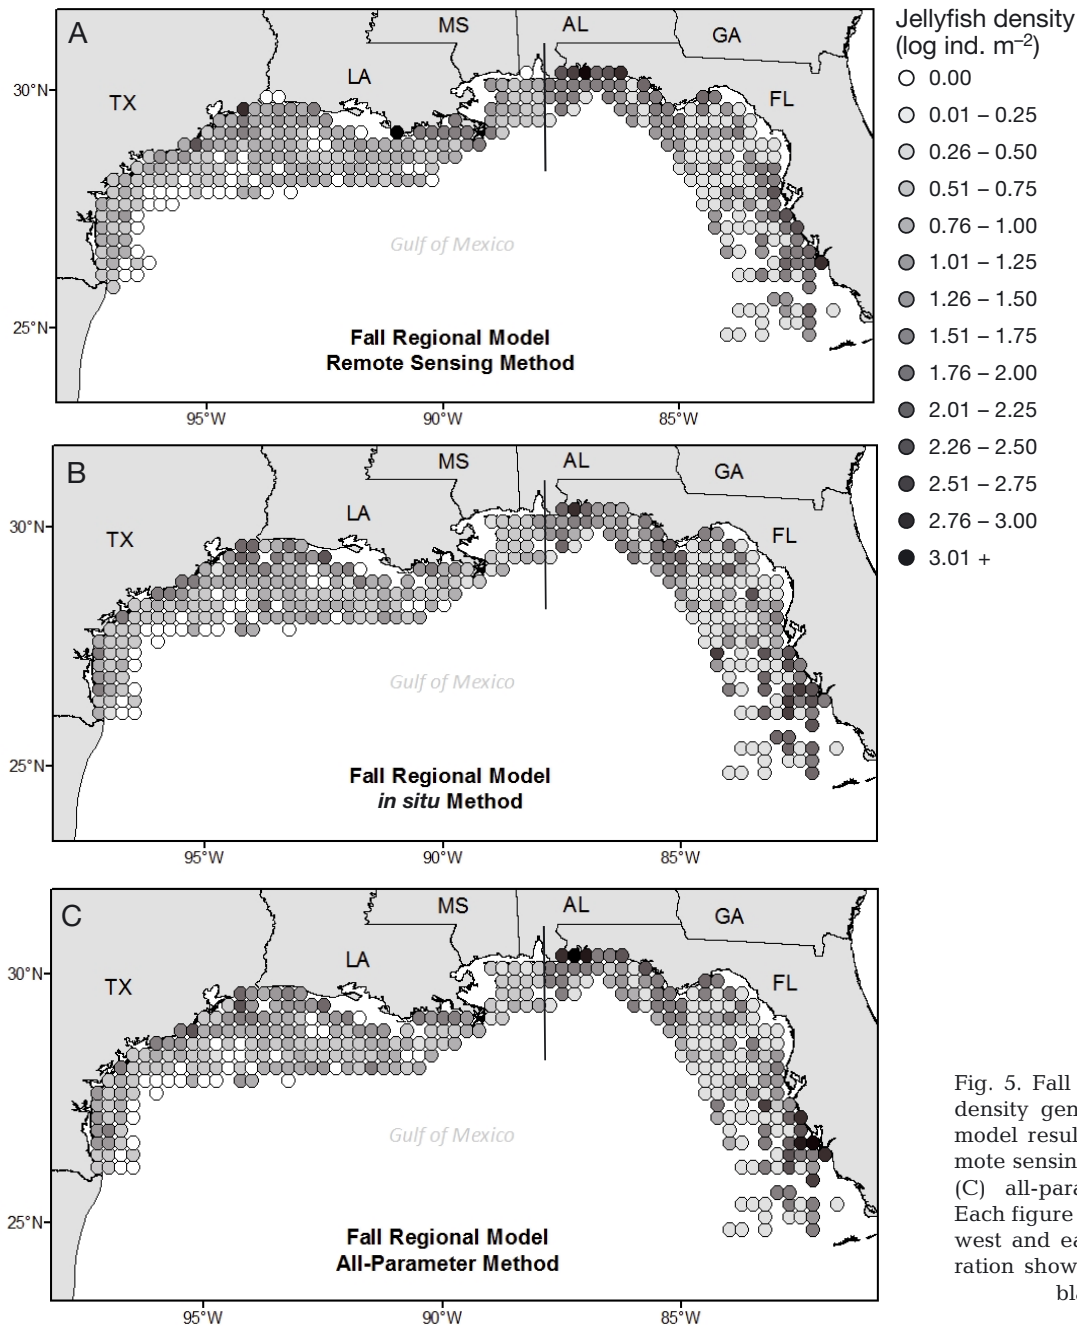 A
MS
AL
GA
LA
TX
FL
30°N
Gulf of Mexico
25°N
Fall Regional Model
Remote Sensing Method
95°W
90°W
85°W
Jellyfish density
(log ind. m–2)
0.00
0.01 – 0.25
0.26 – 0.50
0.51 – 0.75
0.76 – 1.00
1.01 – 1.25
1.26 – 1.50
1.51 – 1.75
1.76 – 2.00
2.01 – 2.25
2.26 – 2.50
2.51 – 2.75
2.76 – 3.00
3.01 +
B
MS
AL
GA
LA
TX
FL
30°N
Gulf of Mexico
25°N
Fall Regional Model
in situ Method
95°W
90°W
85°W
C
MS
AL
GA
LA
TX
FL
30°N
Gulf of Mexico
25°N
Fall Regional Model
All-Parameter Method
95°W
90°W
85°W
Fig. 5. Fall
density gen
model resul
mote sensin
(C) all-para
Each figure
west and ea
ration show
bla